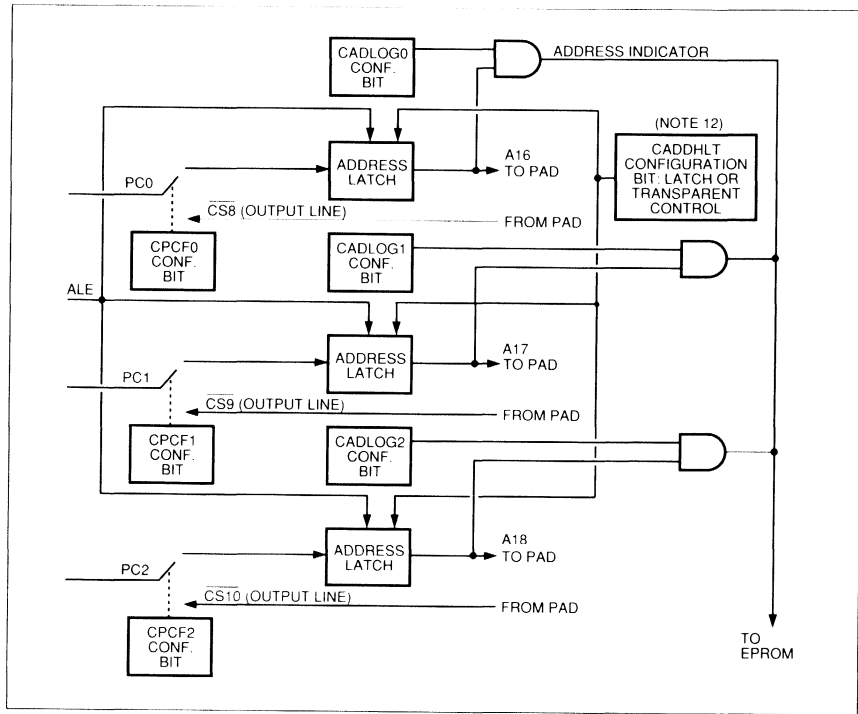 CADLOG0
CONF.
BIT
ADDRESS INDICATOR
(NOTE 12)
CADDHLT
CONFIGURATION
BIT: LATCH OR
TRANSPARENT
CONTROL
ADDRESS
LATCH
A16
TO PAD
PC0
CS8 (OUTPUT LINE)
FROM PAD
CPCF0
CONF.
BIT
CADLOG1
CONF.
BIT
ALE
ADDRESS
LATCH
A17
TO PAD
PC1
CS9 (OUTPUT LINE)
FROM PAD
CPCF1
CONF.
BIT
CADLOG2
CONF.
BIT
ADDRESS
LATCH
A18
TO PAD
PC2
CS10 (OUTPUT LINE)
FROM PAD
CPCF2
CONF.
BIT
TO
EPROM